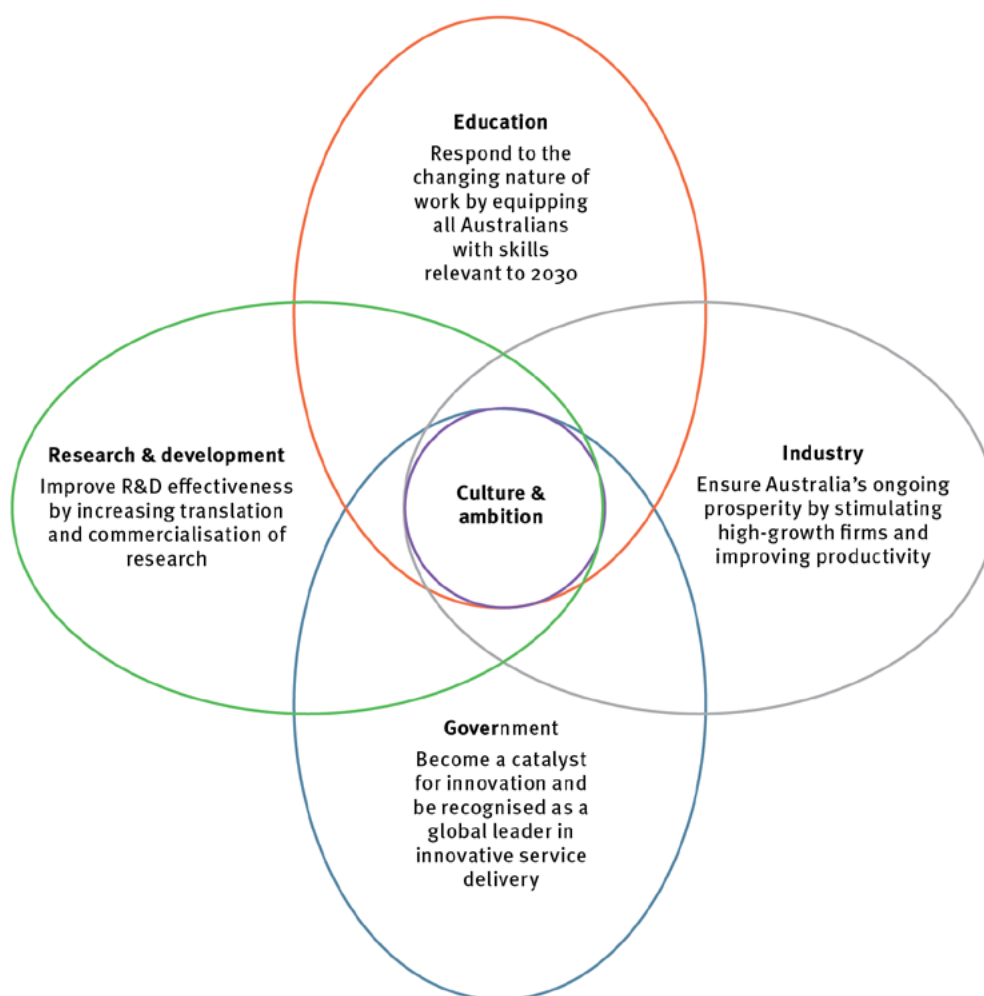 Education
Respond to the
changing nature of
work by equipping
all Australians
with skills
relevant to 2030
Research & development
Improve R&D effectiveness
by increasing translation
and commercialisation of
research
Culture &
ambition
Industry
Ensure Australia’s ongoing
prosperity by stimulating
high-growth firms and
improving productivity
Government
Become a catalyst
for innovation and
be recognised as a
global leader in
innovative service
delivery